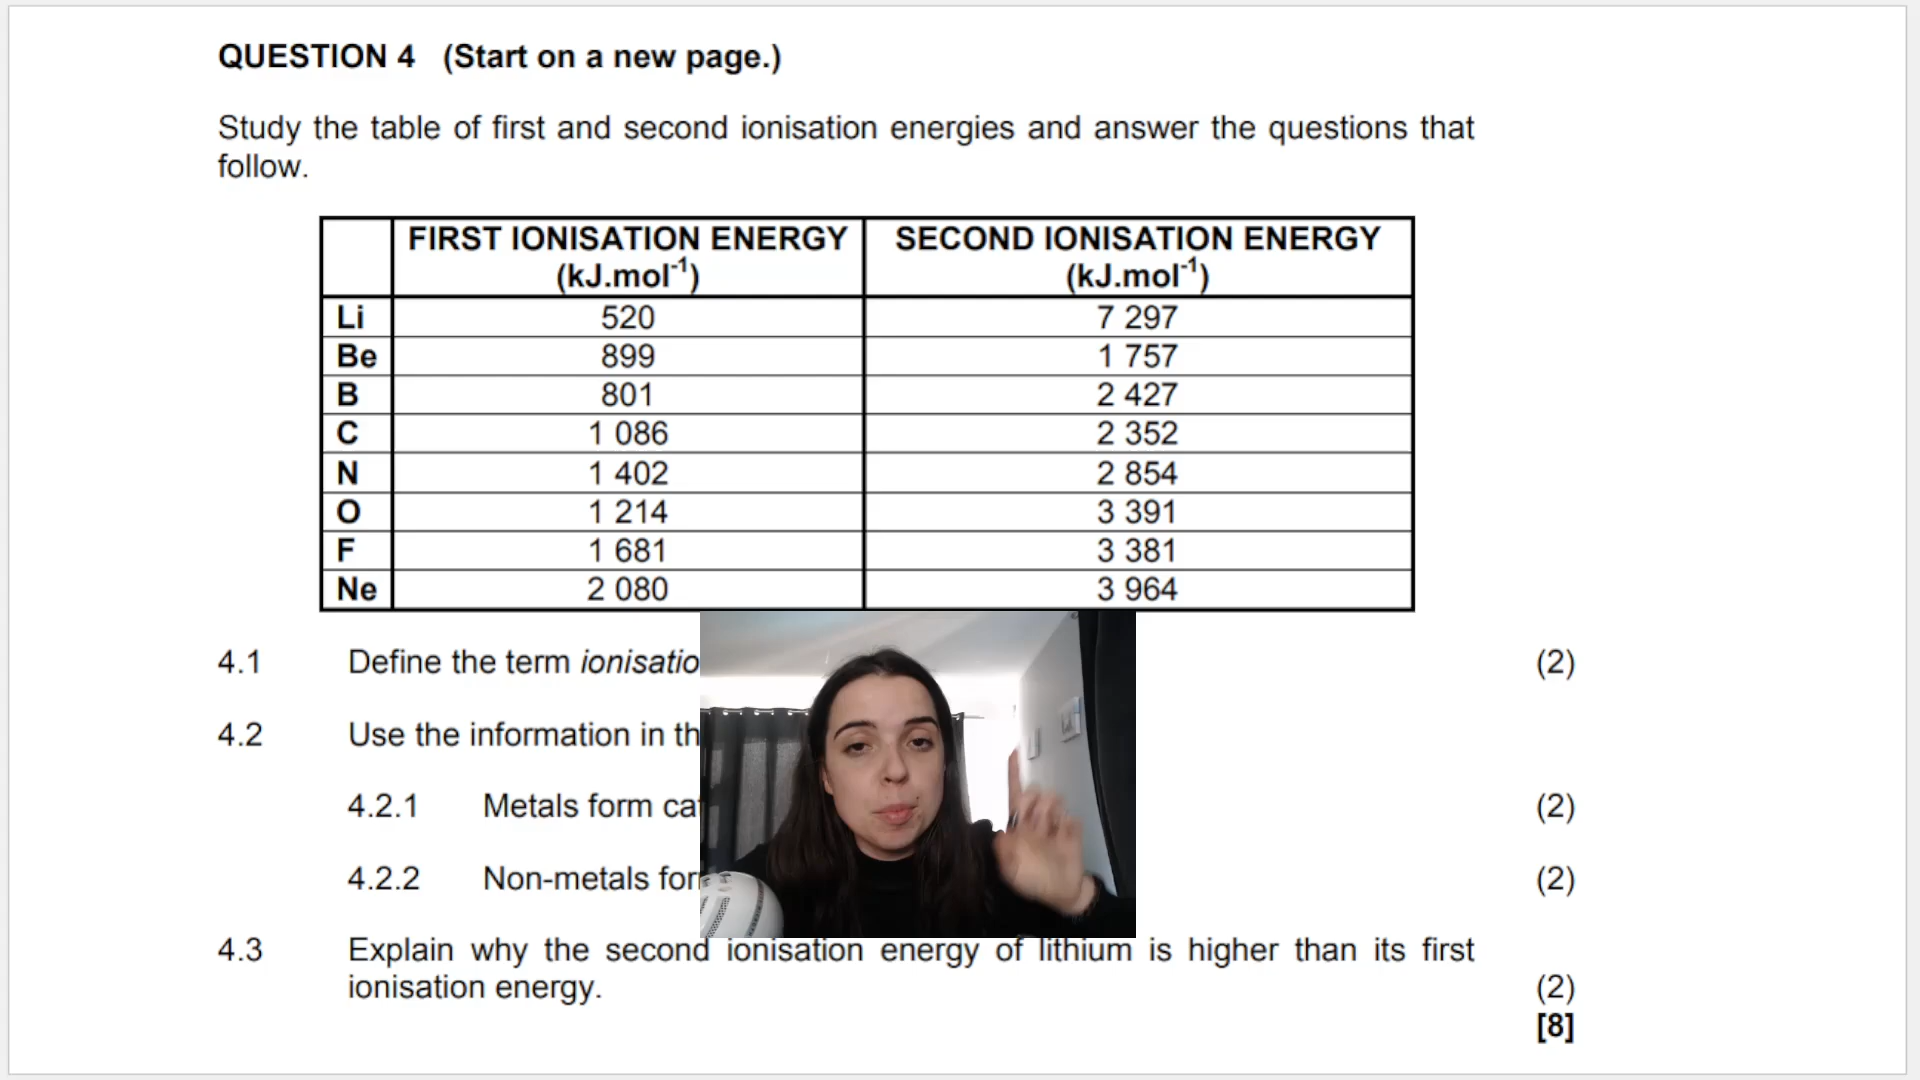 QUESTION 4 (Start on a new page.)
Study the table of first and second ionisation energies and answer the questions that
follow.
FIRST IONISATION ENERGY (kJ.mol⁻¹) SECOND IONISATION ENERGY (kJ.mol⁻¹)
Li 520 7 297
Be 899 1 757
B 801 2 427
C 1 086 2 352
N 1 402 2 854
O 1 214 3 391
F 1 681 3 381
Ne 2 080 3 964
4.1 Define the term (2)
4.2 Use the information in
4.2.1 Metals form (2)
4.2.2 Non-metals (2)
4.3 Explain why the second ionisation energy of lithium is higher than its first
ionisation energy. (2)
[8]